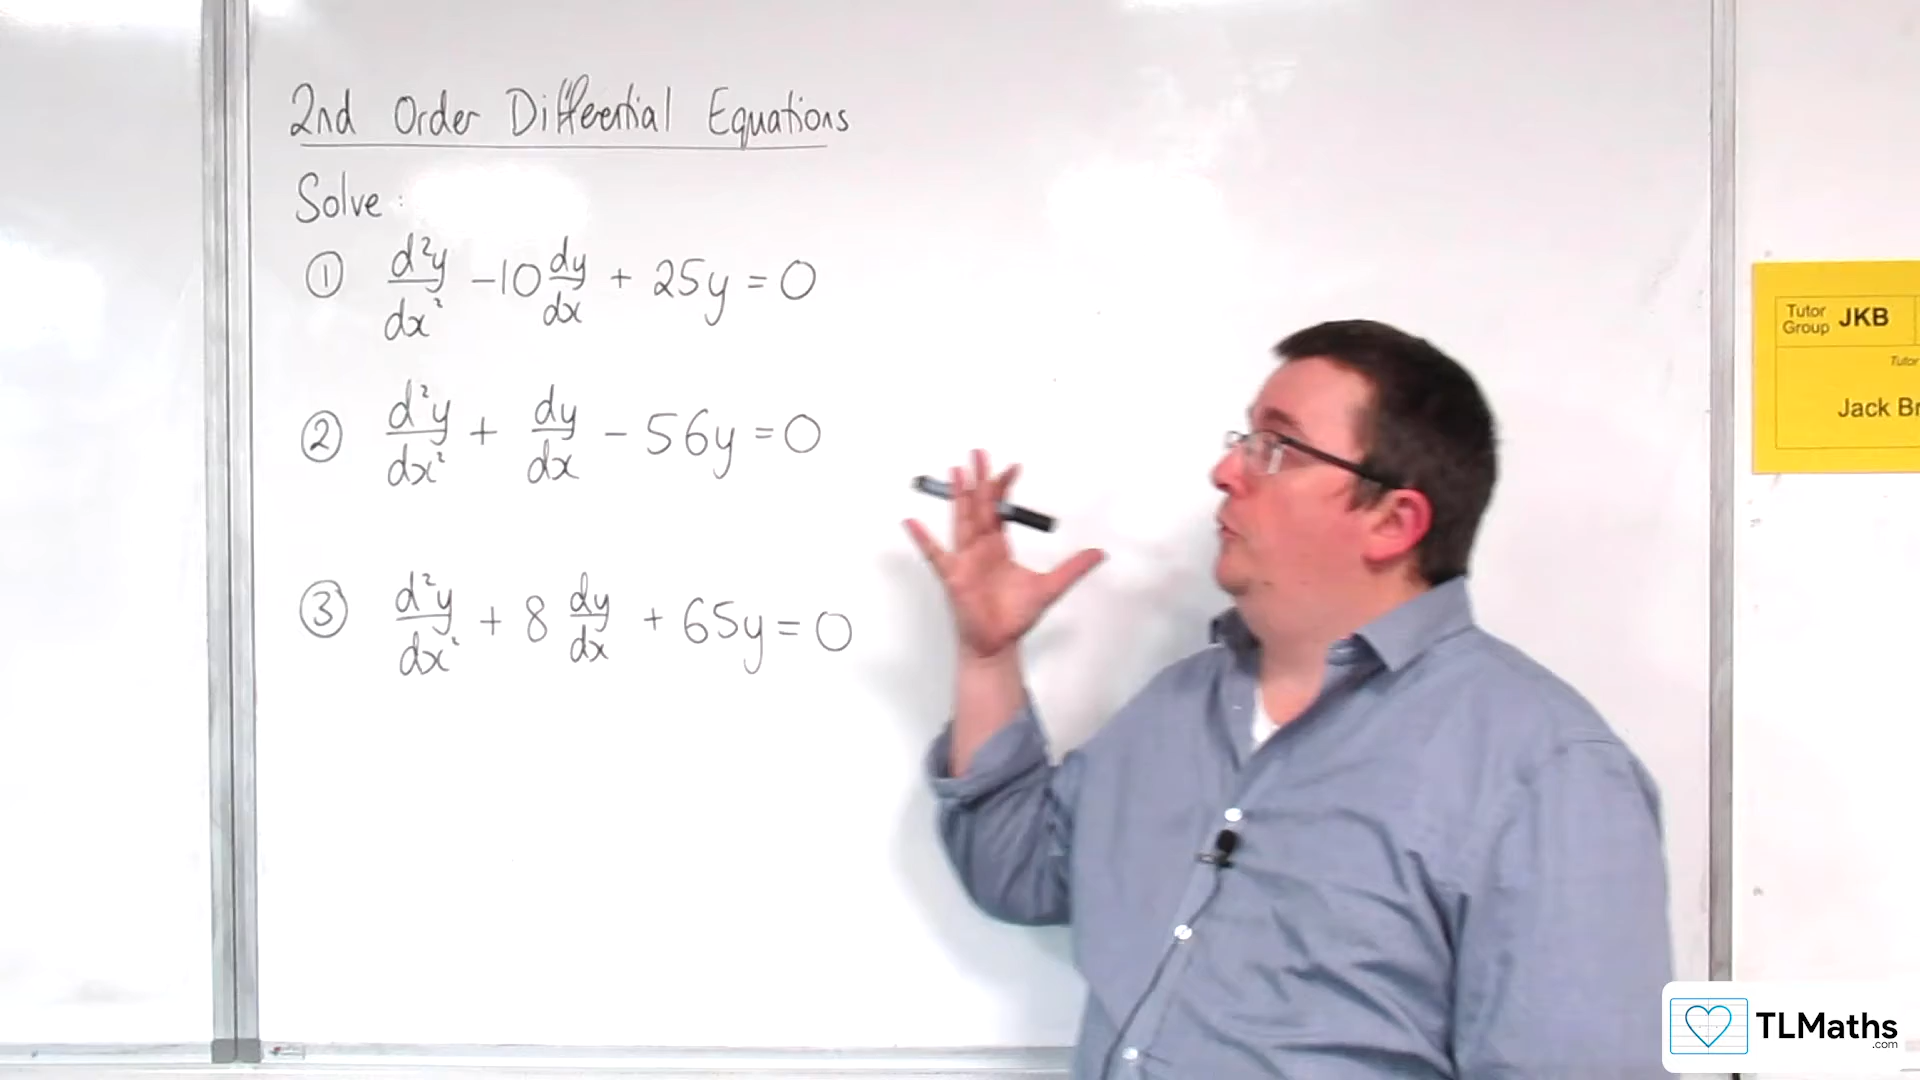 2nd Order Differential Equations
Solve:
① d²y/dx² - 10 dy/dx + 25y = 0
② d²y/dx² + dy/dx - 56y = 0
③ d²y/dx² + 8 dy/dx + 65y = 0
Tutor Group JKB
Tutor
Jack
TLMaths
.com